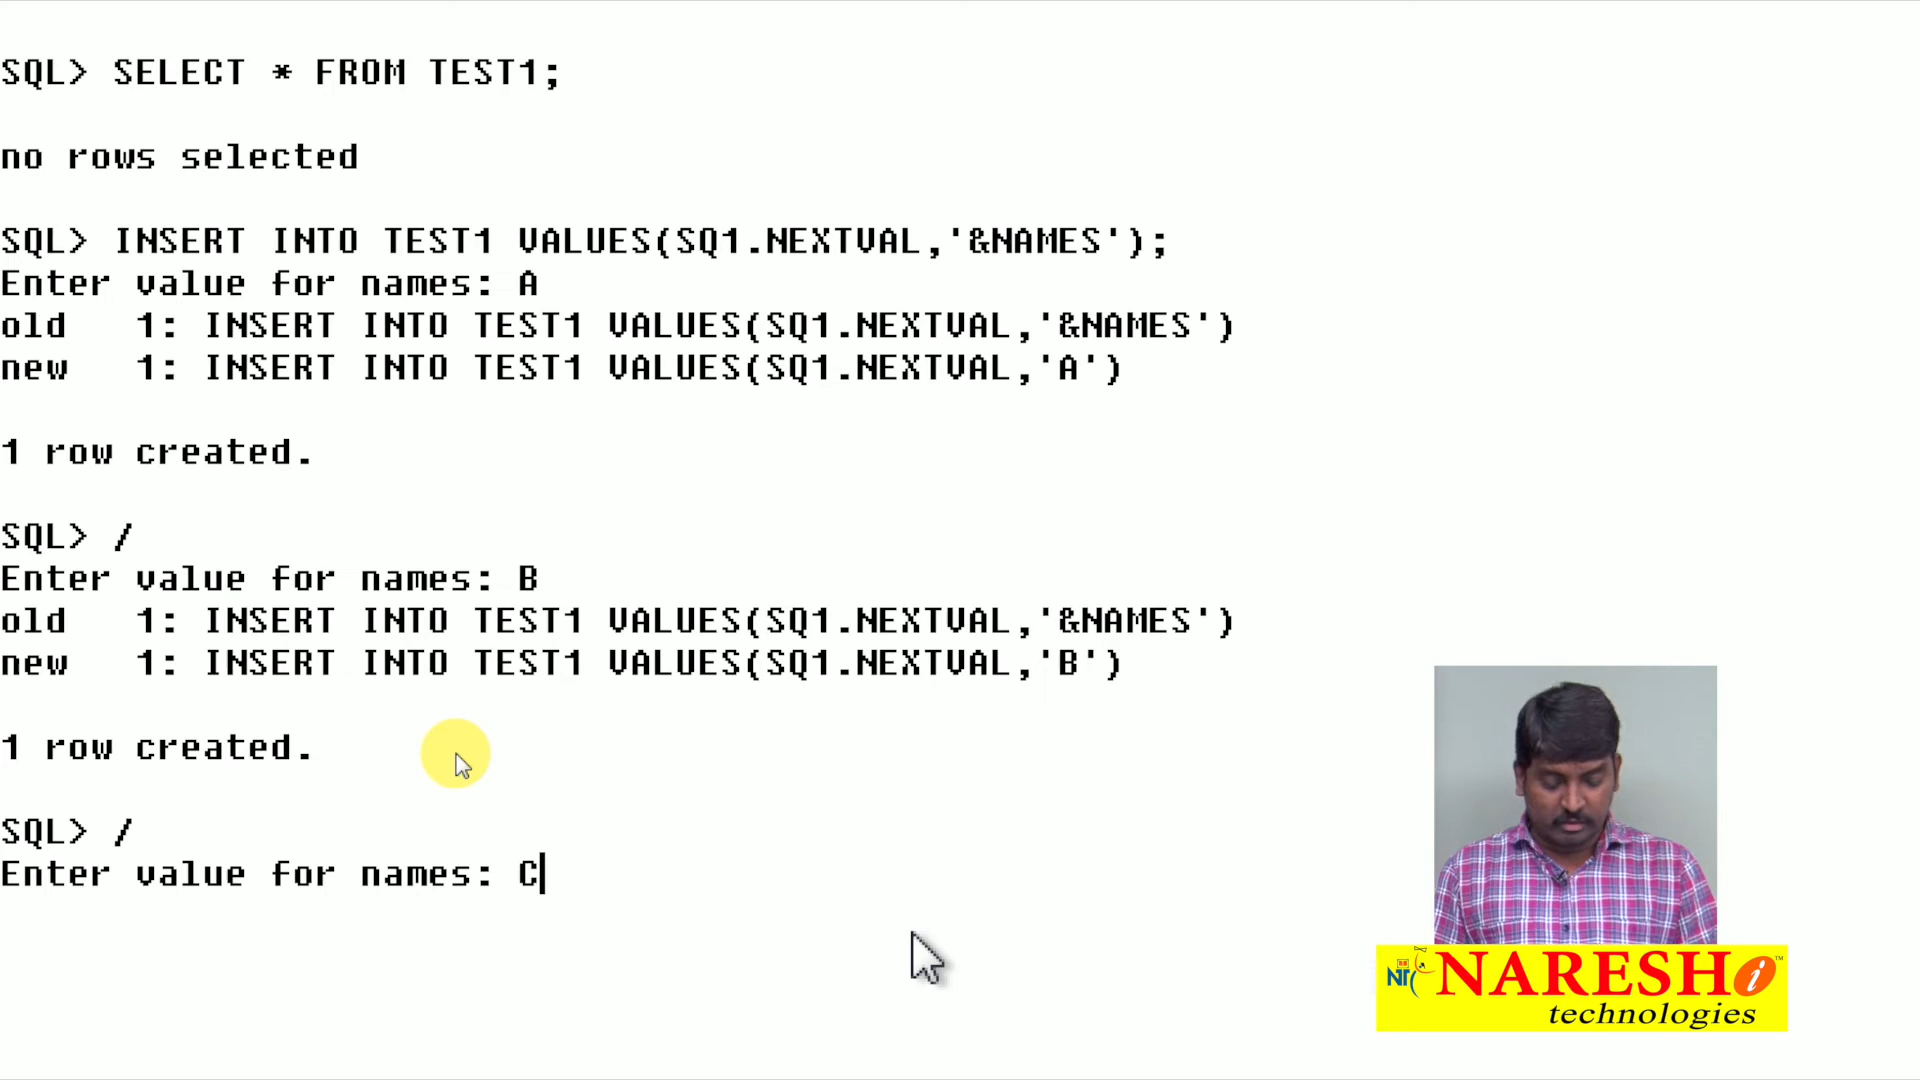 SQL> SELECT * FROM TEST1;
no rows selected
SQL> INSERT INTO TEST1 VALUES(SQ1.NEXTVAL,'&NAMES');
Enter value for names: A
old   1: INSERT INTO TEST1 VALUES(SQ1.NEXTVAL,'&NAMES')
new   1: INSERT INTO TEST1 VALUES(SQ1.NEXTVAL,'A')
1 row created.
SQL> /
Enter value for names: B
old   1: INSERT INTO TEST1 VALUES(SQ1.NEXTVAL,'&NAMES')
new   1: INSERT INTO TEST1 VALUES(SQ1.NEXTVAL,'B')
1 row created.
SQL> /
Enter value for names: C
NT NARESH i ™
technologies